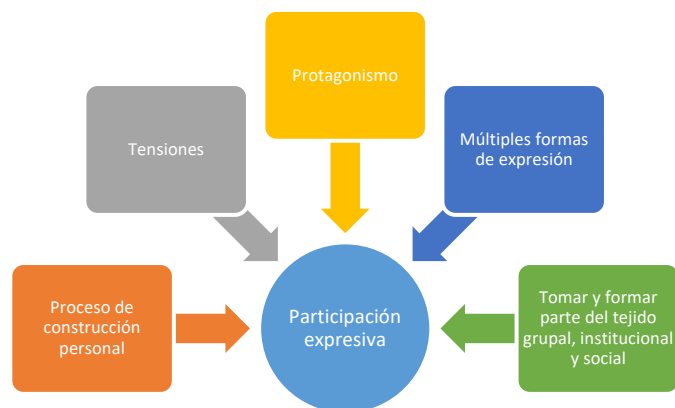 Protagonismo
Tensiones
Múltiples formas
de expresión
Proceso de
construcción
personal
Participación
expresiva
Tomar y formar
parte del tejido
grupal, institucional
y social